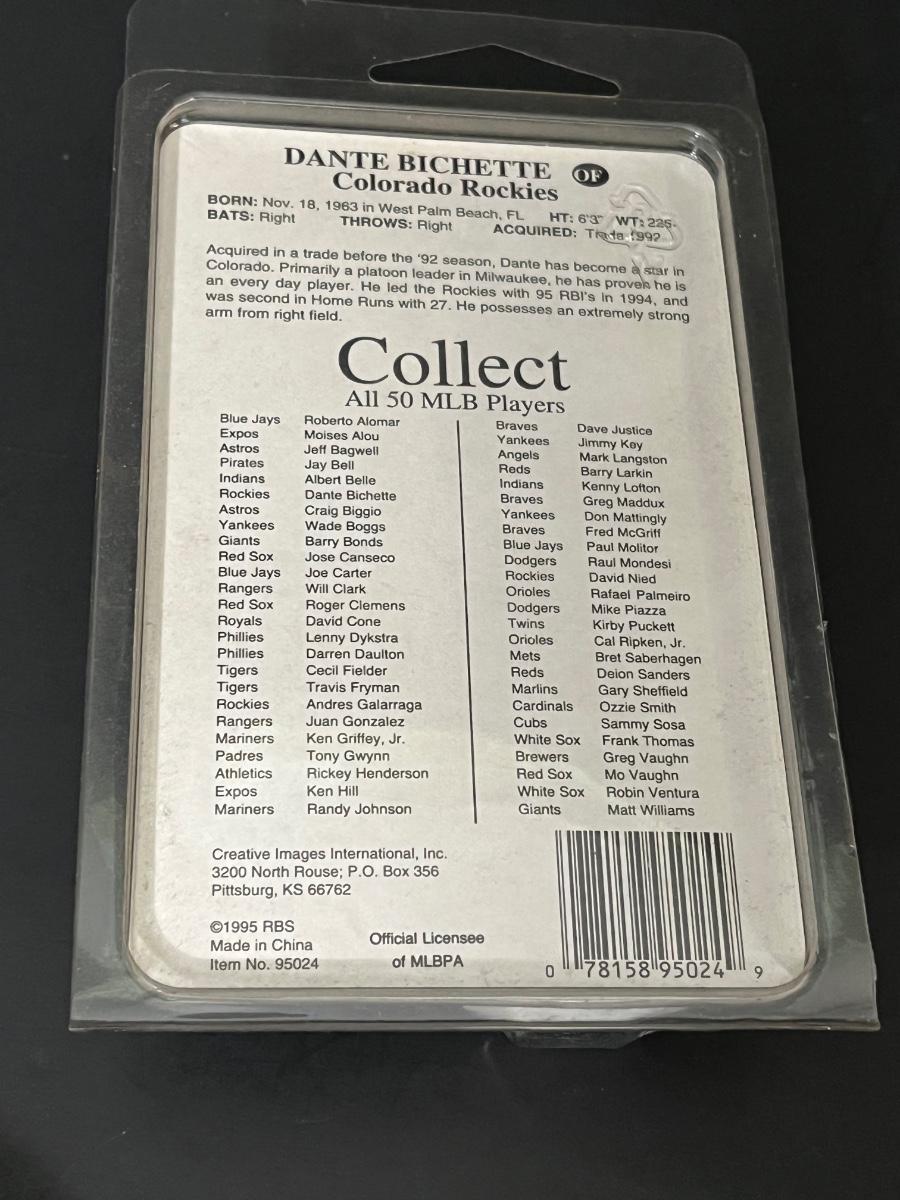 DANTE BICHETTE OF
Colorado Rockies
BORN: Nov. 18, 1963 in West Palm Beach, FL HT: 6'3" WT: 225
BATS: Right THROWS: Right ACQUIRED: Trade 1992
Acquired in a trade before the '92 season, Dante has become a star in
Colorado. Primarily a platoon leader in Milwaukee, he has proven he is
an every day player. He led the Rockies with 95 RBI's in 1994, and
was second in Home Runs with 27. He possesses an extremely strong
arm from right field.
Collect
All 50 MLB Players
Blue Jays Roberto Alomar
Expos Moises Alou
Astros Jeff Bagwell
Pirates Jay Bell
Indians Albert Belle
Rockies Dante Bichette
Astros Craig Biggio
Yankees Wade Boggs
Giants Barry Bonds
Red Sox Jose Canseco
Blue Jays Joe Carter
Rangers Will Clark
Red Sox Roger Clemens
Royals David Cone
Phillies Lenny Dykstra
Phillies Darren Daulton
Tigers Cecil Fielder
Tigers Travis Fryman
Rockies Andres Galarraga
Rangers Juan Gonzalez
Mariners Ken Griffey, Jr.
Padres Tony Gwynn
Athletics Rickey Henderson
Expos Ken Hill
Mariners Randy Johnson
Braves Dave Justice
Yankees Jimmy Key
Angels Mark Langston
Reds Barry Larkin
Indians Kenny Lofton
Braves Greg Maddux
Yankees Don Mattingly
Braves Fred McGriff
Blue Jays Paul Molitor
Dodgers Raul Mondesi
Rockies David Nied
Orioles Rafael Palmeiro
Dodgers Mike Piazza
Twins Kirby Puckett
Orioles Cal Ripken, Jr.
Mets Bret Saberhagen
Reds Deion Sanders
Marlins Gary Sheffield
Cardinals Ozzie Smith
Cubs Sammy Sosa
White Sox Frank Thomas
Brewers Greg Vaughn
Red Sox Mo Vaughn
White Sox Robin Ventura
Giants Matt Williams
Creative Images International, Inc.
3200 North Rouse; P.O. Box 356
Pittsburg, KS 66762
©1995 RBS
Made in China
Item No. 95024
Official Licensee
of MLBPA
0 78158 95024 9